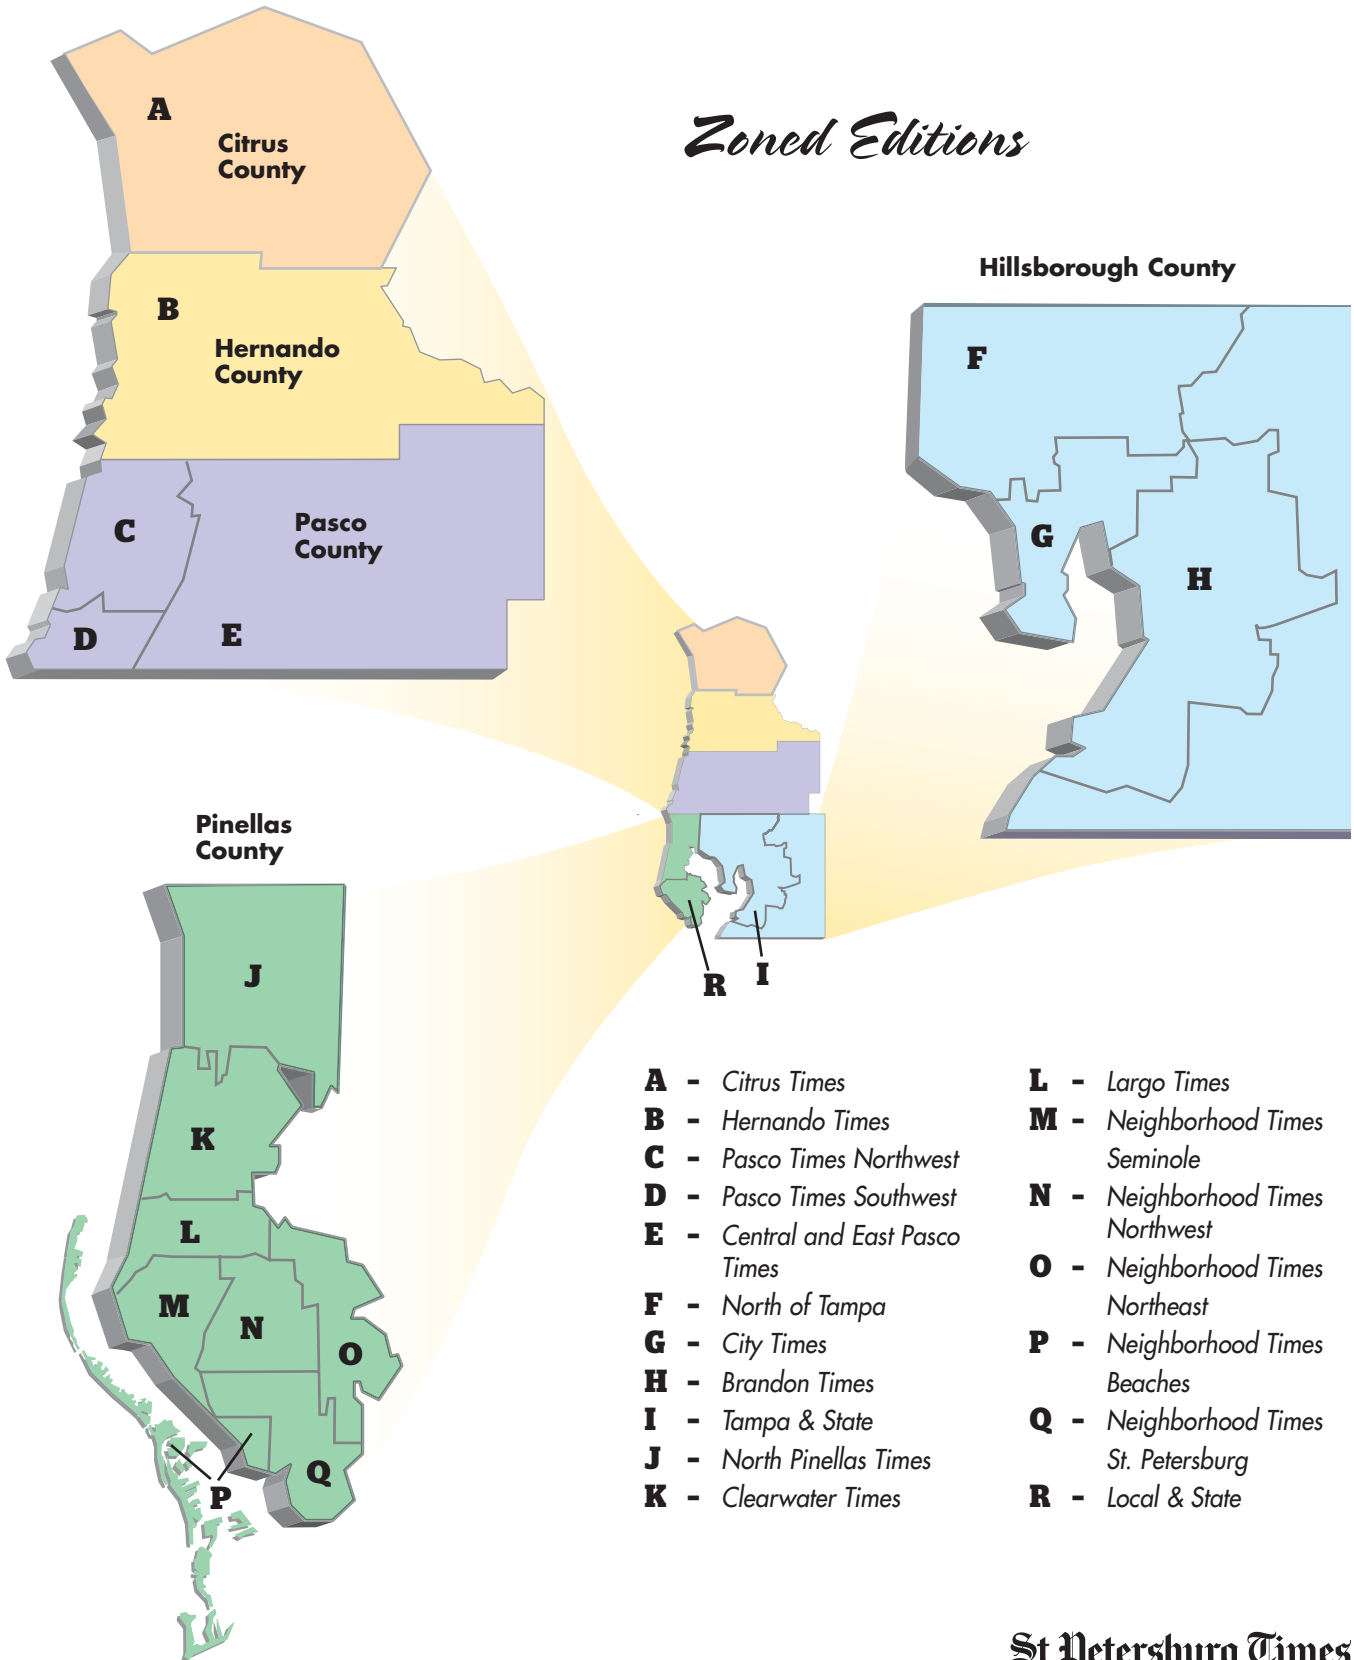 Zoned Editions
A
Citrus
County
B
Hernando
County
C
Pasco
County
D
E
Hillsborough County
F
G
H
Pinellas
County
J
K
L
M
N
O
P
Q
R
I
A - Citrus Times
B - Hernando Times
C - Pasco Times Northwest
D - Pasco Times Southwest
E - Central and East Pasco
Times
F - North of Tampa
G - City Times
H - Brandon Times
I - Tampa & State
J - North Pinellas Times
K - Clearwater Times
L - Largo Times
M - Neighborhood Times
Seminole
N - Neighborhood Times
Northwest
O - Neighborhood Times
Northeast
P - Neighborhood Times
Beaches
Q - Neighborhood Times
St. Petersburg
R - Local & State
St Petersburg Times